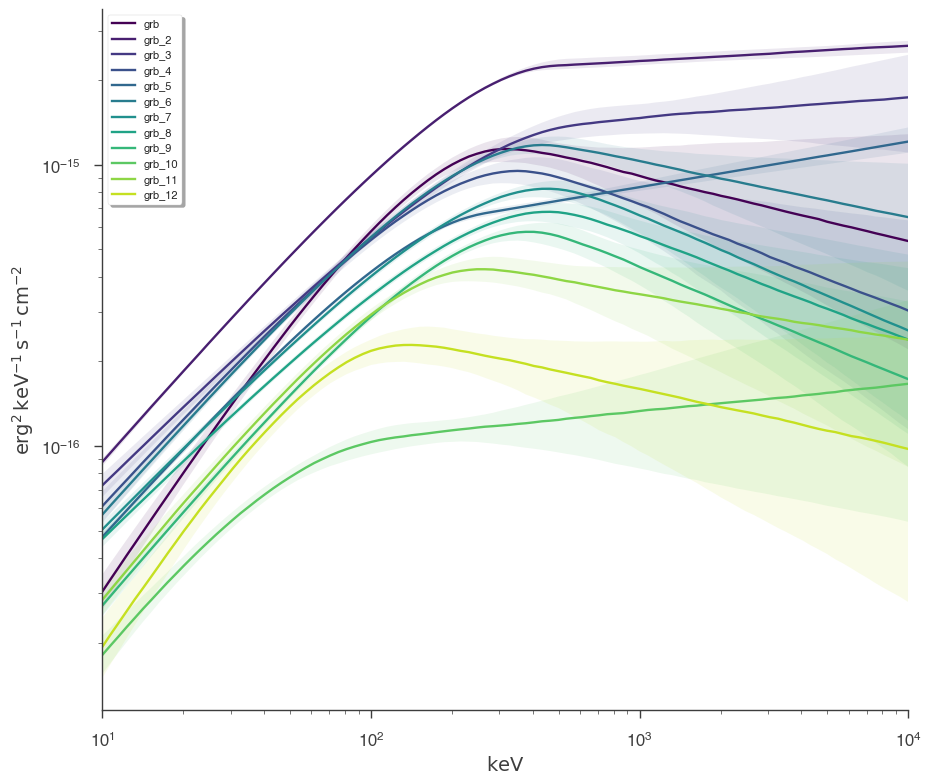 grb
grb_2
grb_3
grb_4
grb_5
grb_6
grb_7
grb_8
grb_9
grb_10
grb_11
grb_12
10⁻¹⁵
10⁻¹⁶
erg² keV⁻¹ s⁻¹ cm⁻²
10¹ 10² 10³ 10⁴
keV